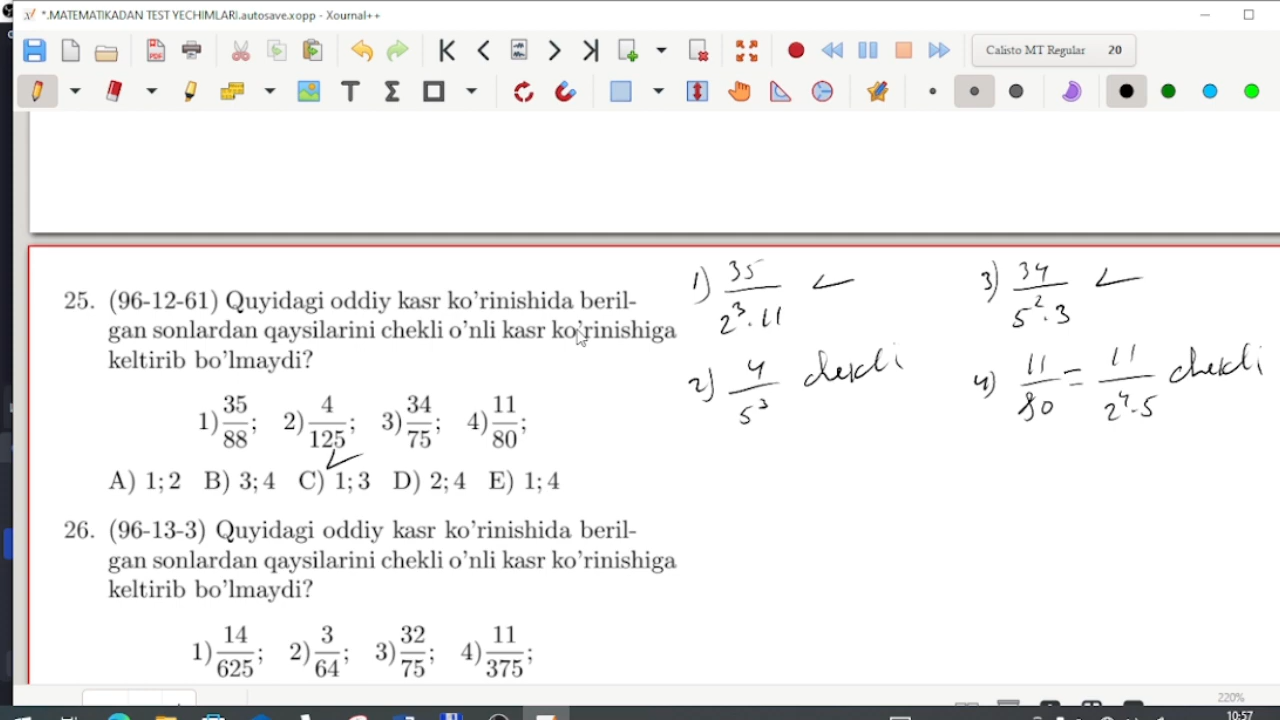 *.MATEMATIKADAN TEST YECHIMLARI.autosave.xopp - Xournal++
Calisto MT Regular 20
25. (96-12-61) Quyidagi oddiy kasr ko'rinishida beril-
gan sonlardan qaysilarini chekli o'nli kasr ko'rinishiga
keltirib bo'lmaydi?
1) 35/88; 2) 4/125; 3) 34/75; 4) 11/80;
A) 1; 2 B) 3; 4 C) 1; 3 D) 2; 4 E) 1; 4
26. (96-13-3) Quyidagi oddiy kasr ko'rinishida beril-
gan sonlardan qaysilarini chekli o'nli kasr ko'rinishiga
keltirib bo'lmaydi?
1) 14/625; 2) 3/64; 3) 32/75; 4) 11/375;
1) 35/2³·11 ✓
2) 4/5³ chekli
3) 34/5²·3 ✓
4) 11/80 = 11/2⁴·5 chekli
220%
10:57